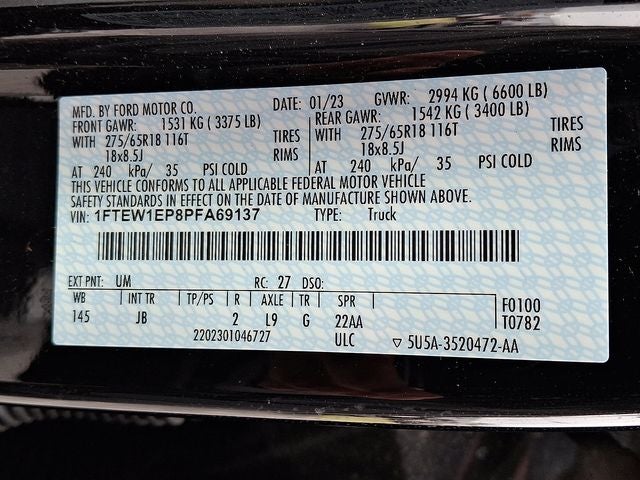 MFD. BY FORD MOTOR CO. DATE: 01/23 GVWR: 2994 KG ( 6600 LB)
FRONT GAWR: 1531 KG ( 3375 LB) REAR GAWR: 1542 KG ( 3400 LB)
WITH 275/65R18 116T TIRES 275/65R18 116T TIRES
18x8.5J RIMS 18x8.5J RIMS
AT 240 kPa/ 35 PSI COLD AT 240 kPa/ 35 PSI COLD
THIS VEHICLE CONFORMS TO ALL APPLICABLE FEDERAL MOTOR VEHICLE
SAFETY STANDARDS IN EFFECT ON THE DATE OF MANUFACTURE SHOWN ABOVE.
VIN: 1FTEW1EP8PFA69137 TYPE: Truck
EXT PNT: UM RC: 27 DSO:
WB INT TR TP/PS R AXLE TR SPR F0100
145 JB 2 L9 G 22AA T0782
2202301046727 ULC ▽ 5U5A-3520472-AA